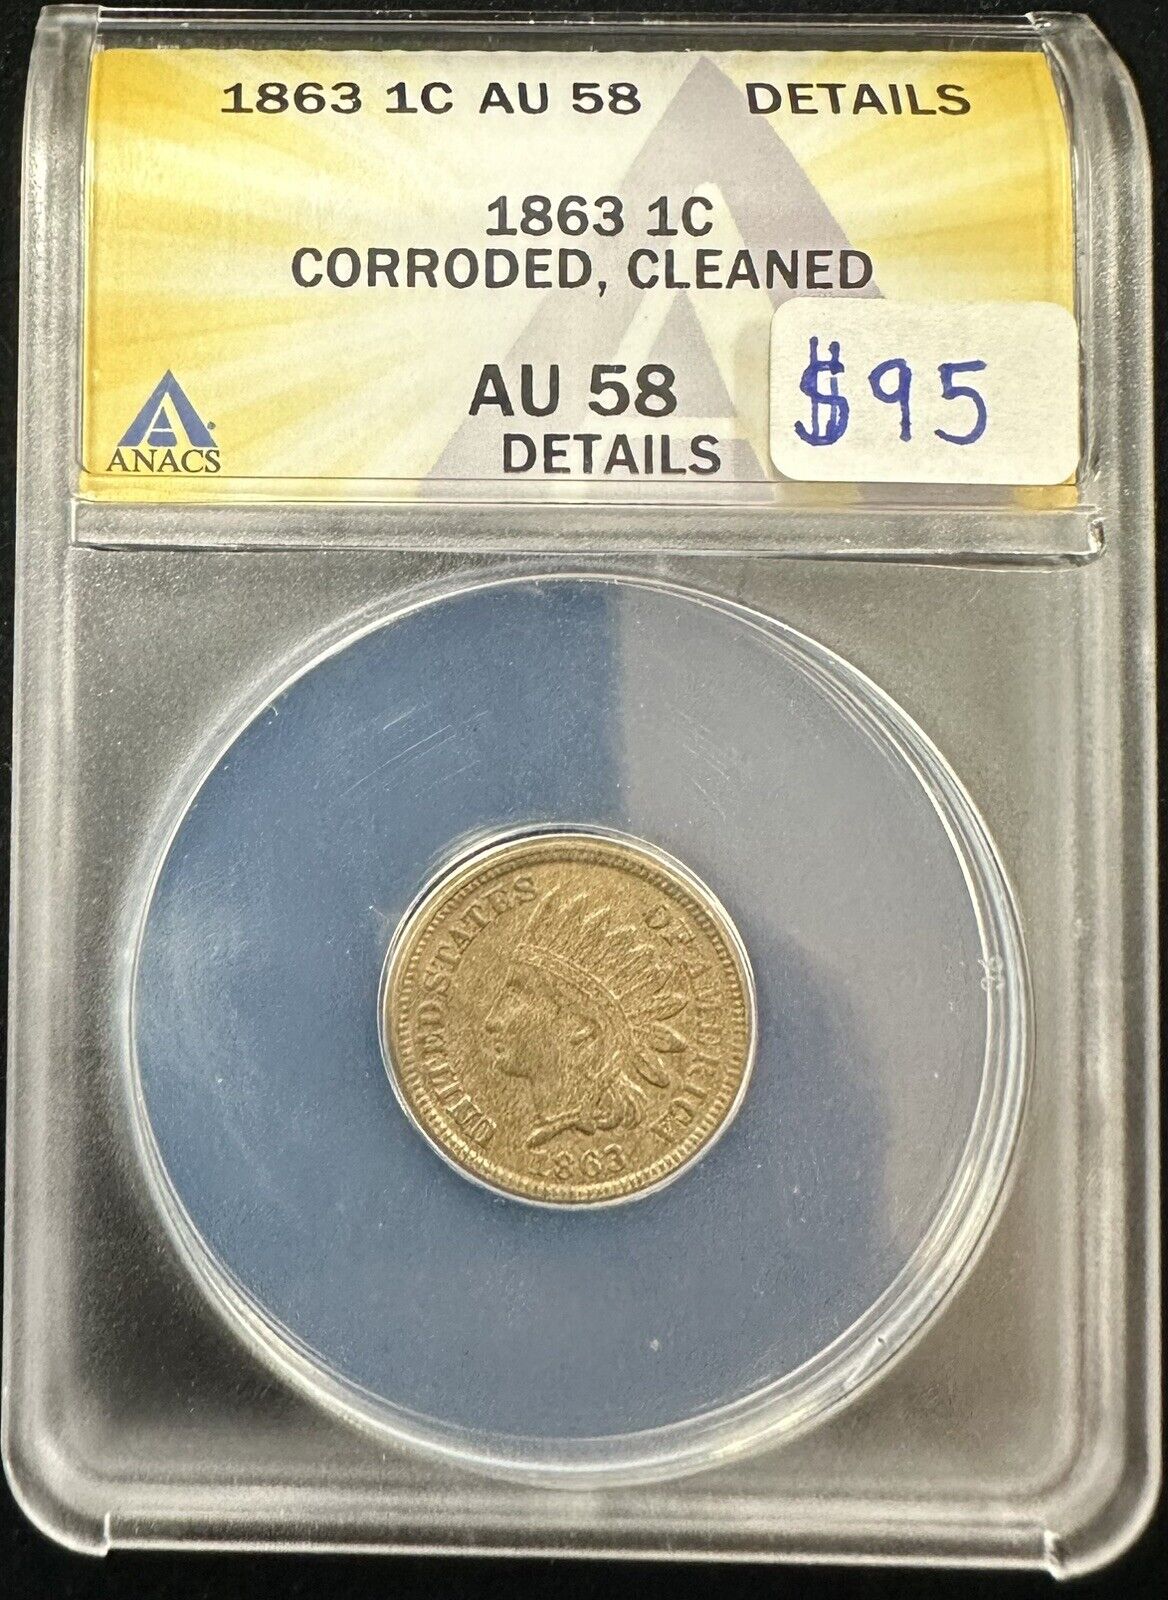 1863 1C AU 58 DETAILS
1863 1C
CORRODED, CLEANED
AU 58
DETAILS
ANACS
$95
UNITED STATES OF AMERICA
1863